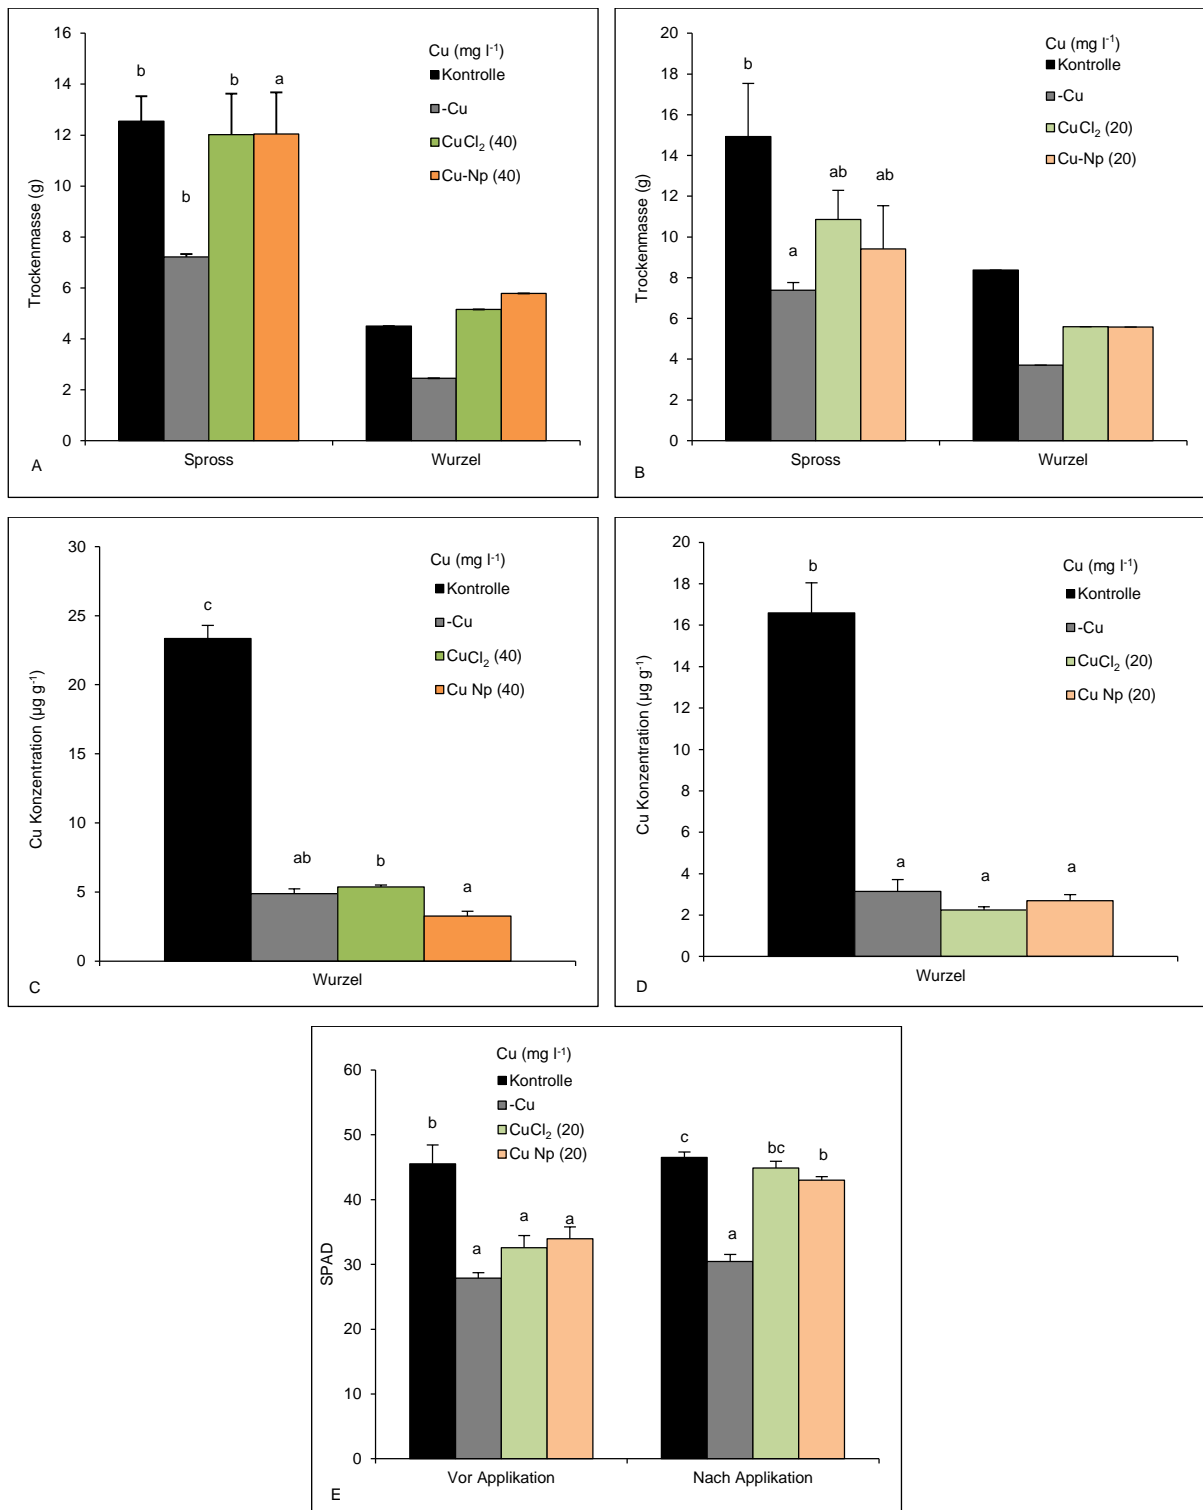 Cu (mg l⁻¹)
Kontrolle
-Cu
CuCl₂ (40)
Cu-Np (40)
Trockenmasse (g)
16
14
12
10
8
6
4
2
0
b
b
b
a
Spross
Wurzel
A
Cu (mg l⁻¹)
Kontrolle
-Cu
CuCl₂ (20)
Cu-Np (20)
Trockenmasse (g)
20
18
16
14
12
10
8
6
4
2
0
b
a
ab
ab
Spross
Wurzel
B
Cu (mg l⁻¹)
Kontrolle
-Cu
CuCl₂ (40)
Cu Np (40)
Cu Konzentration (µg g⁻¹)
30
25
20
15
10
5
0
c
ab
b
a
Wurzel
C
Cu (mg l⁻¹)
Kontrolle
-Cu
CuCl₂ (20)
Cu Np (20)
Cu Konzentration (µg g⁻¹)
20
18
16
14
12
10
8
6
4
2
0
b
a
a
a
Wurzel
D
Cu (mg l⁻¹)
Kontrolle
-Cu
CuCl₂ (20)
Cu Np (20)
SPAD
60
50
40
30
20
10
0
b
a
a
a
c
a
bc
b
Vor Applikation
Nach Applikation
E